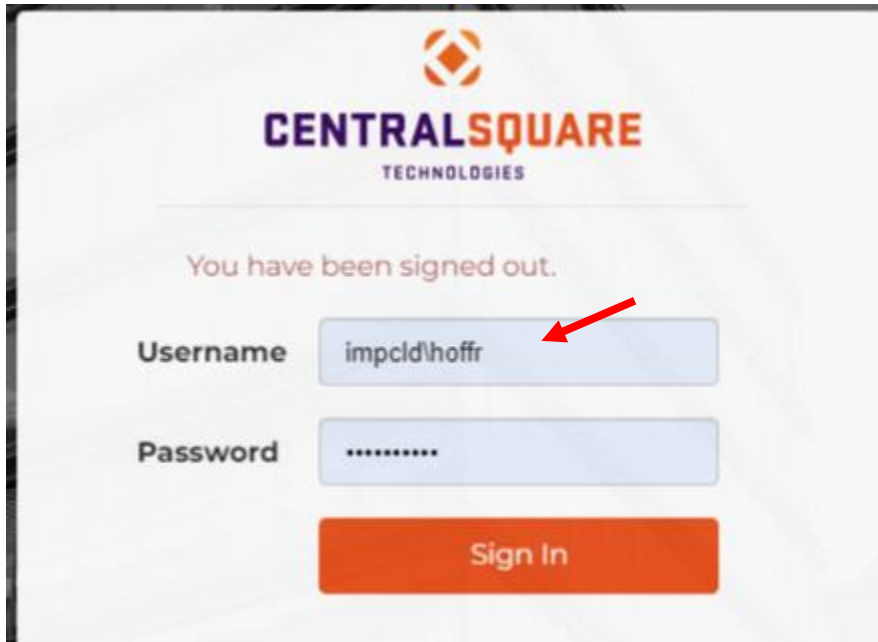 CENTRALSQUARE
TECHNOLOGIES
You have been signed out.
Username impcld\hoffr
Password ••••••••••
Sign In